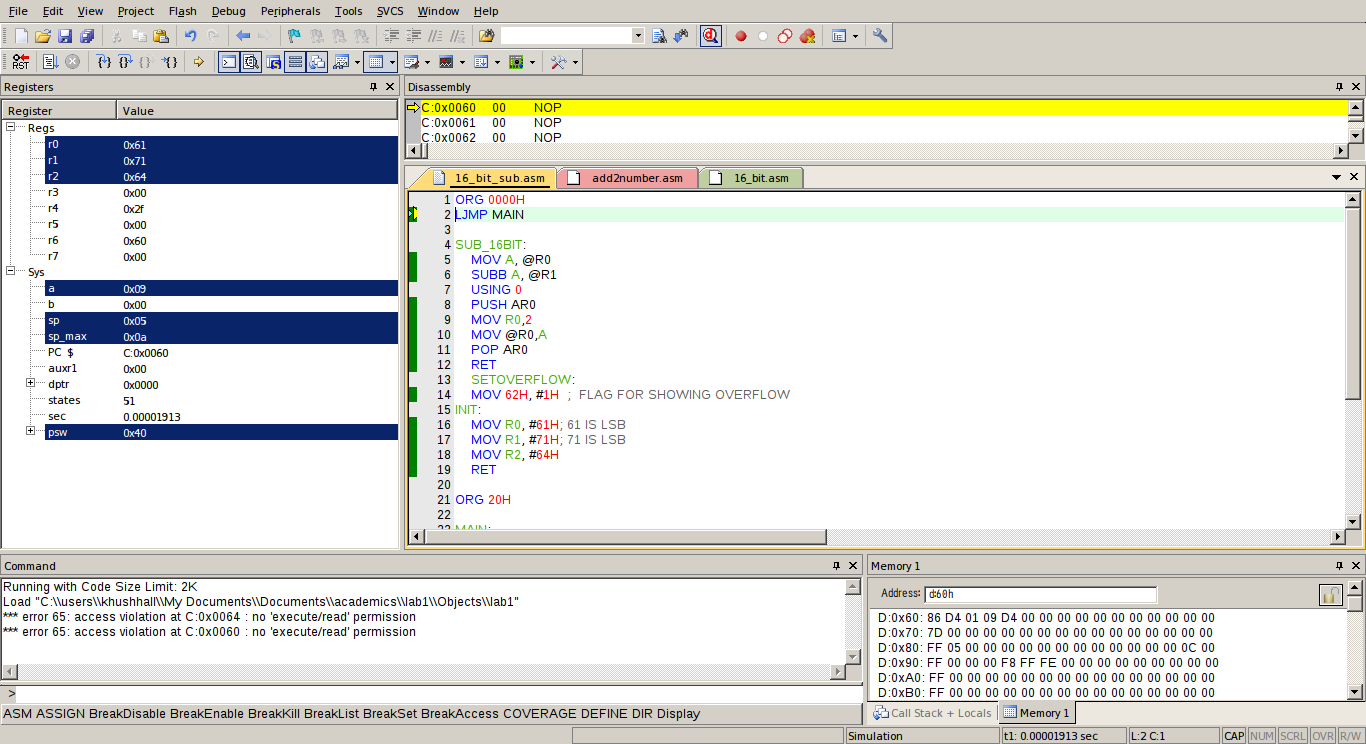 File Edit View Project Flash Debug Peripherals Tools SVCS Window Help
RST
Registers
Register Value
Regs
r0 0x61
r1 0x71
r2 0x64
r3 0x00
r4 0x2f
r5 0x00
r6 0x60
r7 0x00
Sys
a 0x09
b 0x00
sp 0x05
sp_max 0x0a
PC $ C:0x0060
auxr1 0x00
dptr 0x0000
states 51
sec 0.00001913
psw 0x40
Disassembly
C:0x0060 00 NOP
C:0x0061 00 NOP
C:0x0062 00 NOP
16_bit_sub.asm add2number.asm 16_bit.asm
1 ORG 0000H
2 LJMP MAIN
3
4 SUB_16BIT:
5 MOV A, @R0
6 SUBB A, @R1
7 USING 0
8 PUSH AR0
9 MOV R0,2
10 MOV @R0,A
11 POP AR0
12 RET
13 SETOVERFLOW:
14 MOV 62H, #1H ; FLAG FOR SHOWING OVERFLOW
15 INIT:
16 MOV R0, #61H; 61 IS LSB
17 MOV R1, #71H; 71 IS LSB
18 MOV R2, #64H
19 RET
20
21 ORG 20H
22
23 MAIN:
Command
Running with Code Size Limit: 2K
Load "C:\\users\\khushhall\\My Documents\\Documents\\academics\\lab1\\Objects\\lab1"
*** error 65: access violation at C:0x0064 : no 'execute/read' permission
*** error 65: access violation at C:0x0060 : no 'execute/read' permission
>
ASM ASSIGN BreakDisable BreakEnable BreakKill BreakList BreakSet BreakAccess COVERAGE DEFINE DIR Display
Memory 1
Address: d:60h
D:0x60: 86 D4 01 09 D4 00 00 00 00 00 00 00 00 00 00 00
D:0x70: 7D 00 00 00 00 00 00 00 00 00 00 00 00 00 00 00
D:0x80: FF 05 00 00 00 00 00 00 00 00 00 00 00 00 0C 00
D:0x90: FF 00 00 00 F8 FF FE 00 00 00 00 00 00 00 00 00
D:0xA0: FF 00 00 00 00 00 00 00 00 00 00 00 00 00 00 00
D:0xB0: FF 00 00 00 00 00 00 00 00 00 00 00 00 00 00 00
Call Stack + Locals Memory 1
Simulation t1: 0.00001913 sec L:2 C:1 CAP NUM SCRL OVR R/W